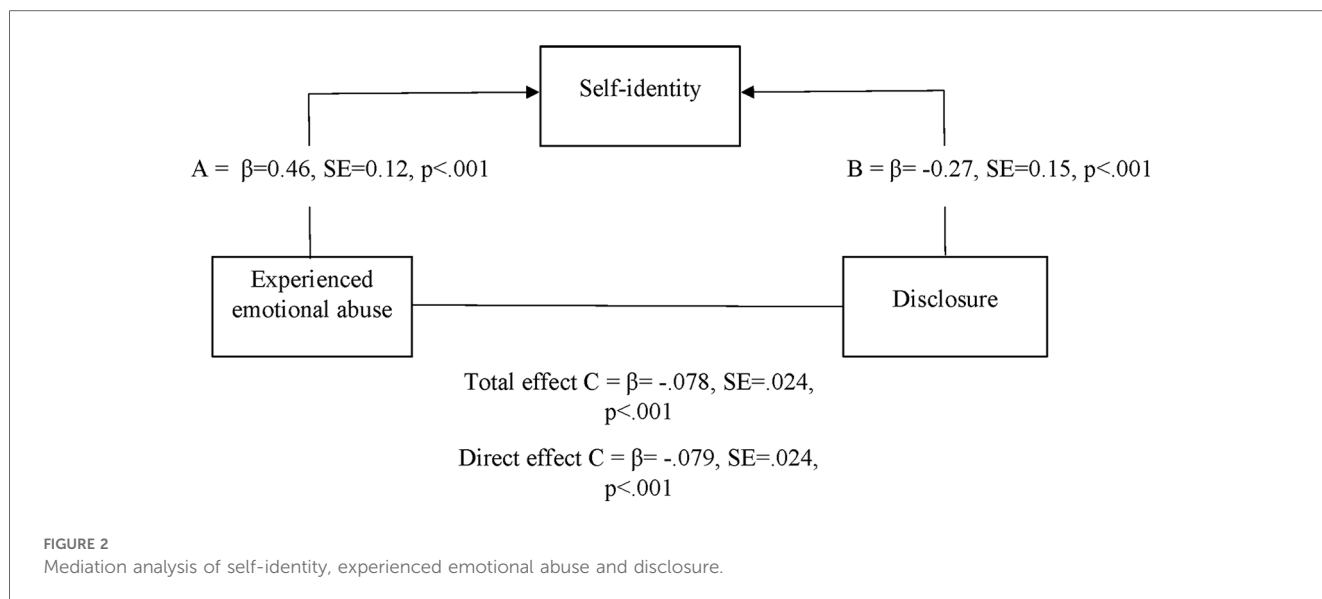 Self-identity
A = β=0.46, SE=0.12, p<.001
B = β= -0.27, SE=0.15, p<.001
Experienced
emotional abuse
Disclosure
Total effect C = β= -.078, SE=.024,
p<.001
Direct effect C = β= -.079, SE=.024,
p<.001
FIGURE 2
Mediation analysis of self-identity, experienced emotional abuse and disclosure.